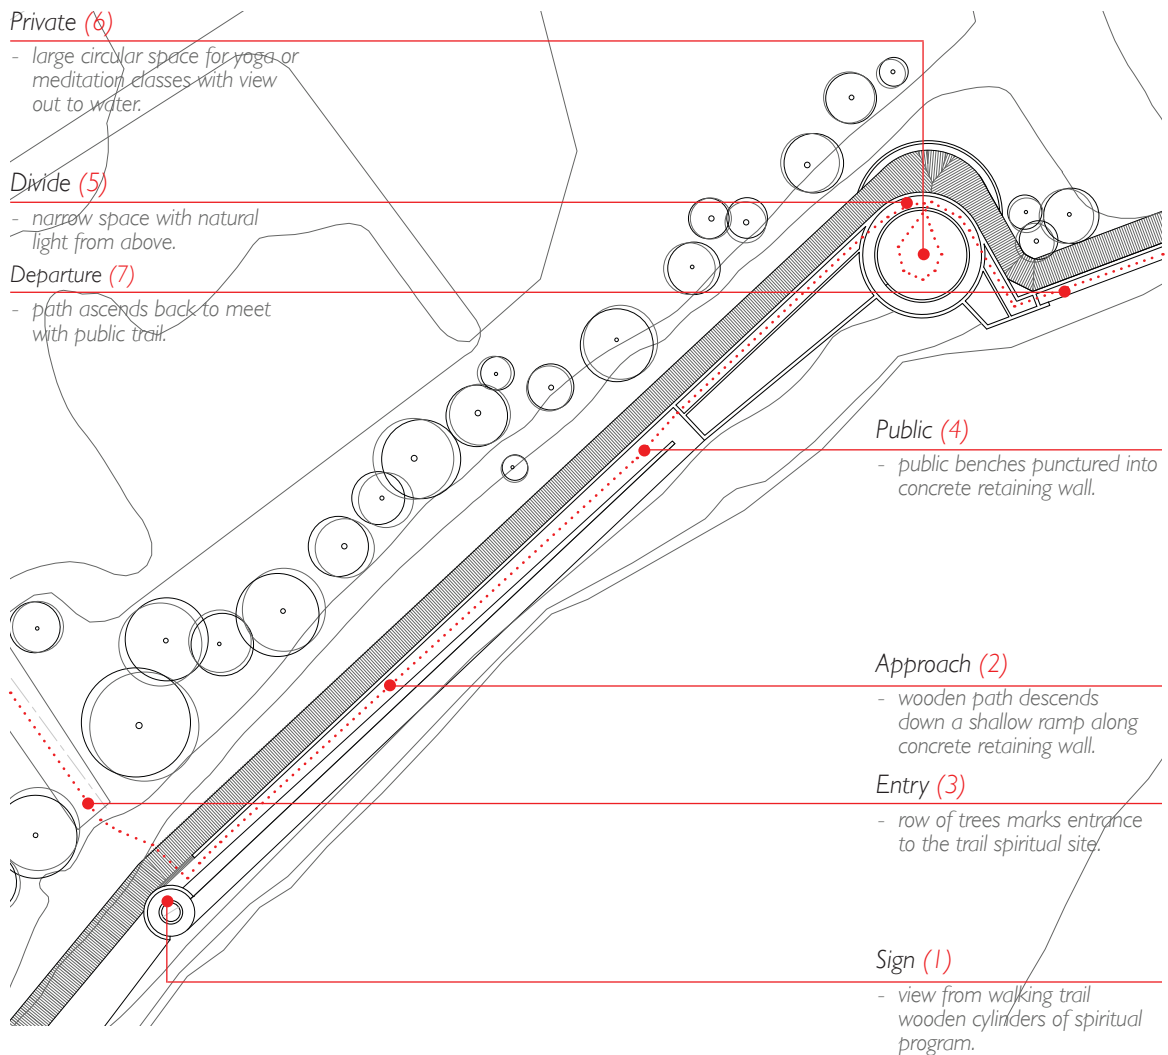 Private (6)
- large circular space for yoga or
meditation classes with view
out to water.
Divide (5)
- narrow space with natural
light from above.
Departure (7)
- path ascends back to meet
with public trail.
Public (4)
- public benches punctured into
concrete retaining wall.
Approach (2)
- wooden path descends
down a shallow ramp along
concrete retaining wall.
Entry (3)
- row of trees marks entrance
to the trail spiritual site.
Sign (1)
- view from walking trail
wooden cylinders of spiritual
program.